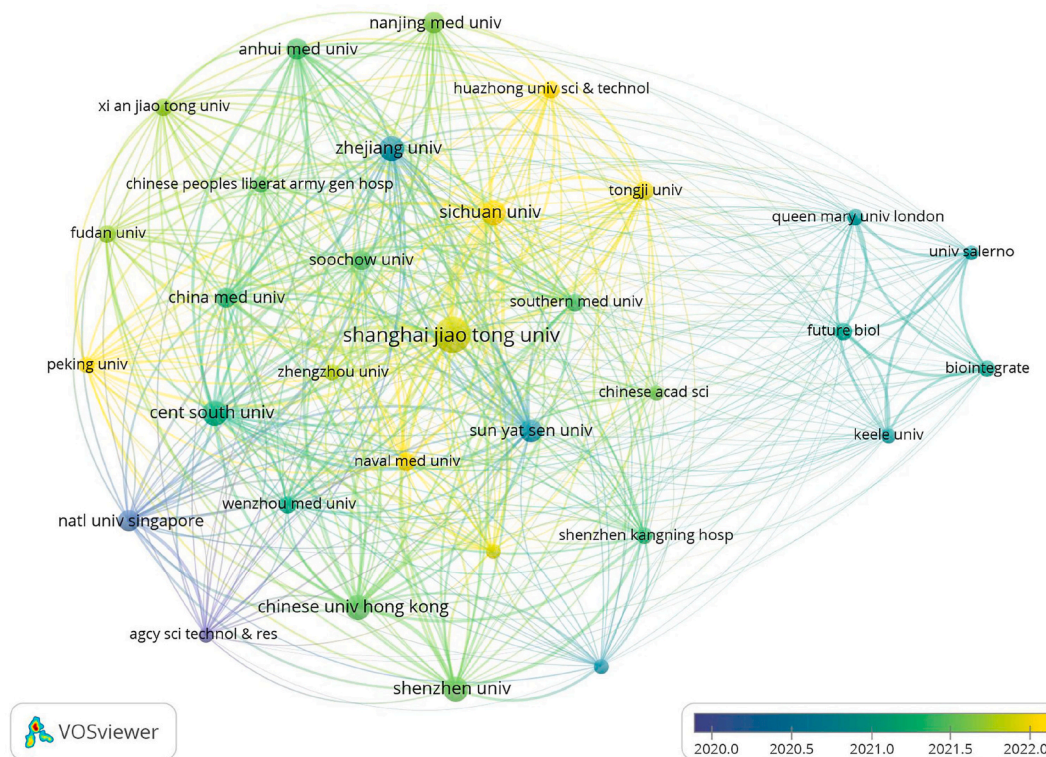 nanjing med univ
anhui med univ
huazhong univ sci & technol
xi an jiao tong univ
zhejiang univ
chinese peoples liberat army gen hosp
tongji univ
sichuan univ
queen mary univ london
fudan univ
univ salerno
soochow univ
china med univ
southern med univ
shanghai jiao tong univ
future biol
peking univ
zhengzhou univ
biointegrate
chinese acad sci
cent south univ
sun yat sen univ
keele univ
naval med univ
wenzhou med univ
natl univ singapore
shenzhen kangning hosp
chinese univ hong kong
agcy sci technol & res
shenzhen univ
VOSviewer
2020.0 2020.5 2021.0 2021.5 2022.0